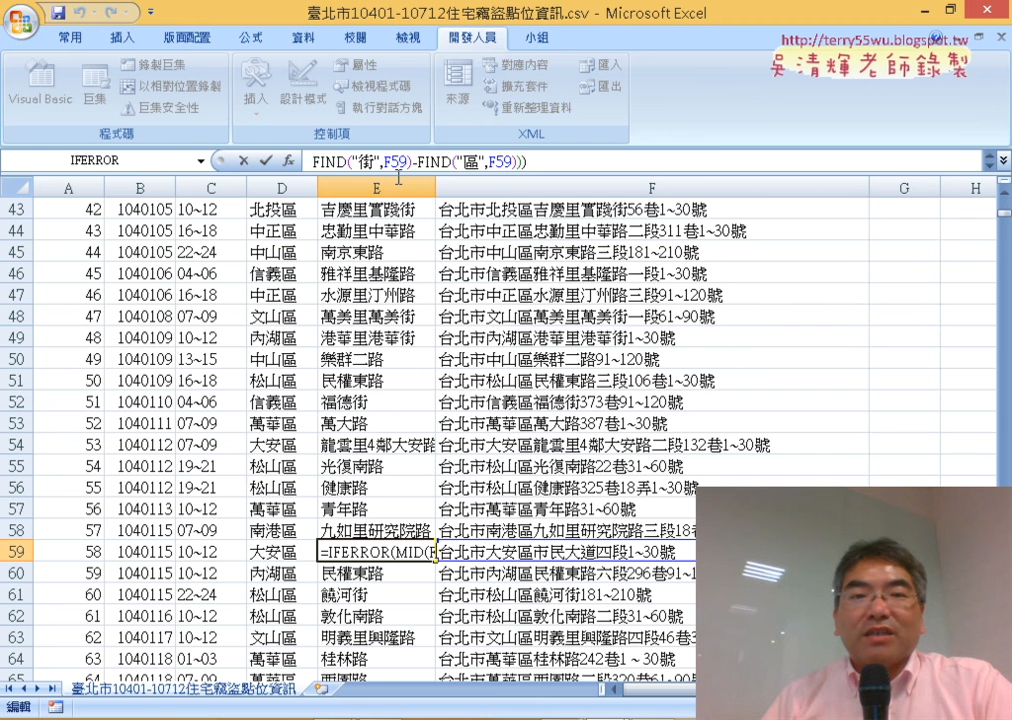 臺北市10401-10712住宅竊盜點位資訊.csv - Microsoft Excel
常用 插入 版面配置 公式 資料 校閱 檢視 開發人員 小組
http://terry55wu.blogspot.tw
吳清輝老師錄製
Visual Basic 巨集 錄製巨集 以相對位置錄製 巨集安全性 插入 設計模式 屬性 檢視程式碼 執行對話方塊 來源 對應內容 擴充套件 重新整理資料 匯入 匯出
程式碼 控制項 XML
IFERROR FIND("街",F59)-FIND("區",F59)))
A B C D E F G H
43 42 1040105 10~12 北投區 吉慶里實踐街 台北市北投區吉慶里實踐街56巷1~30號
44 43 1040105 16~18 中正區 忠勤里中華路 台北市中正區忠勤里中華路二段311巷1~30號
45 44 1040105 22~24 中山區 南京東路 台北市中山區南京東路三段181~210號
46 45 1040106 04~06 信義區 雅祥里基隆路 台北市信義區雅祥里基隆路一段1~30號
47 46 1040106 16~18 中正區 水源里汀州路 台北市中正區水源里汀州路三段91~120號
48 47 1040108 07~09 文山區 萬美里萬美街 台北市文山區萬美里萬美街一段61~90號
49 48 1040109 10~12 內湖區 港華里港華街 台北市內湖區港華里港華街1~30號
50 49 1040109 13~15 中山區 樂群二路 台北市中山區樂群二路91~120號
51 50 1040109 16~18 松山區 民權東路 台北市松山區民權東路三段106巷1~30號
52 51 1040110 04~06 信義區 福德街 台北市信義區福德街373巷91~120號
53 52 1040111 07~09 萬華區 萬大路 台北市萬華區萬大路387巷1~30號
54 53 1040112 07~09 大安區 龍雲里4鄰大安路 台北市大安區龍雲里4鄰大安路二段132巷1~30號
55 54 1040112 19~21 松山區 光復南路 台北市松山區光復南路22巷31~60號
56 55 1040112 19~21 松山區 健康路 台北市松山區健康路325巷18弄1~30號
57 56 1040113 10~12 萬華區 青年路 台北市萬華區青年路31~60號
58 57 1040115 07~09 南港區 九如里研究院路 台北市南港區九如里研究院路三段18巷
59 58 1040115 10~12 大安區 =IFERROR(MID(F 台北市大安區市民大道四段1~30號
60 59 1040115 10~12 內湖區 民權東路 台北市內湖區民權東路六段296巷91~1
61 60 1040115 22~24 松山區 饒河街 台北市松山區饒河街181~210號
62 61 1040116 10~12 松山區 敦化南路 台北市松山區敦化南路二段31~60號
63 62 1040117 10~12 文山區 明義里興隆路 台北市文山區明義里興隆路四段46巷3
64 63 1040118 01~03 萬華區 桂林路 台北市萬華區桂林路242巷1~30號
臺北市10401-10712住宅竊盜點位資訊
編輯